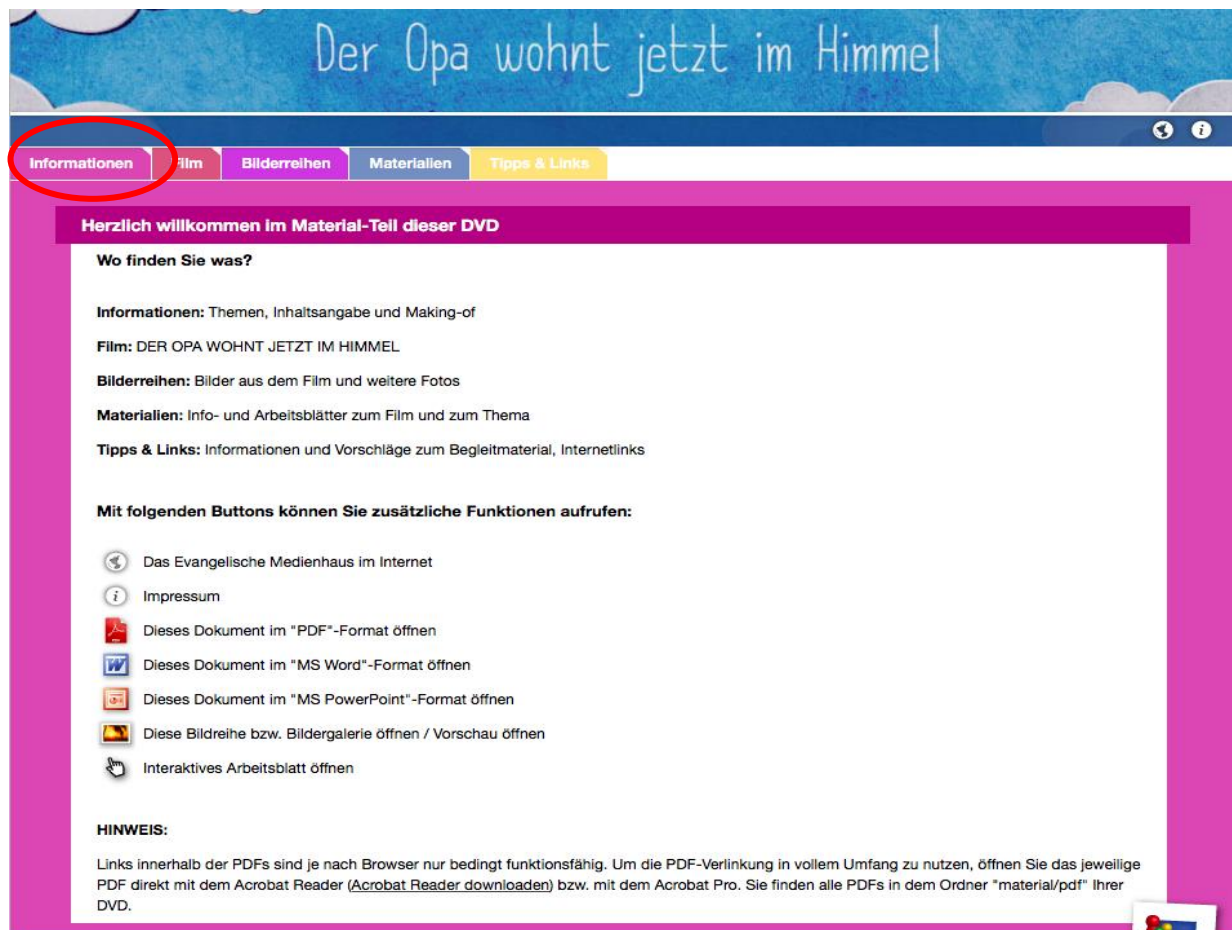 Der Opa wohnt jetzt im Himmel
Informationen Film Bilderreihen Materialien Tipps & Links
Herzlich willkommen im Material-Teil dieser DVD
Wo finden Sie was?
Informationen: Themen, Inhaltsangabe und Making-of
Film: DER OPA WOHNT JETZT IM HIMMEL
Bilderreihen: Bilder aus dem Film und weitere Fotos
Materialien: Info- und Arbeitsblätter zum Film und zum Thema
Tipps & Links: Informationen und Vorschläge zum Begleitmaterial, Internetlinks
Mit folgenden Buttons können Sie zusätzliche Funktionen aufrufen:
Das Evangelische Medienhaus im Internet
Impressum
Dieses Dokument im "PDF"-Format öffnen
Dieses Dokument im "MS Word"-Format öffnen
Dieses Dokument im "MS PowerPoint"-Format öffnen
Diese Bildreihe bzw. Bildergalerie öffnen / Vorschau öffnen
Interaktives Arbeitsblatt öffnen
HINWEIS:
Links innerhalb der PDFs sind je nach Browser nur bedingt funktionsfähig. Um die PDF-Verlinkung in vollem Umfang zu nutzen, öffnen Sie das jeweilige
PDF direkt mit dem Acrobat Reader (Acrobat Reader downloaden) bzw. mit dem Acrobat Pro. Sie finden alle PDFs in dem Ordner "material/pdf" Ihrer
DVD.